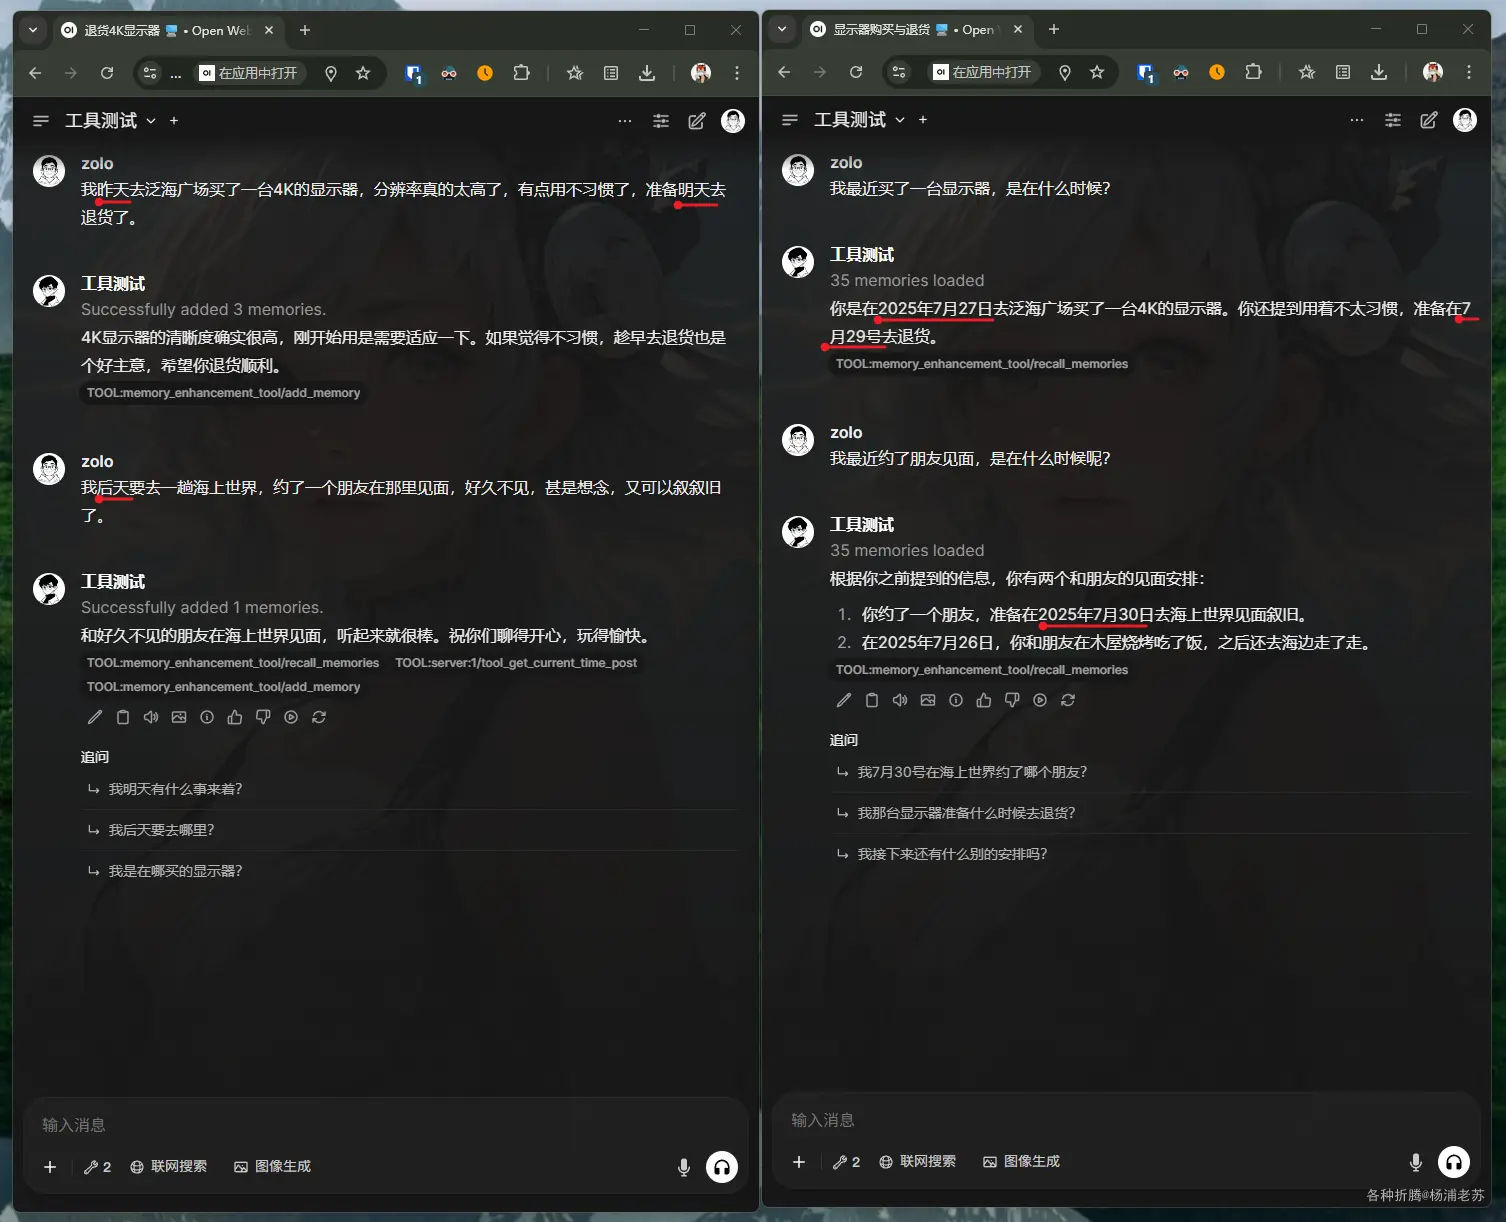 退货4K显示器 🖥️ • Open Web
在应用中打开
工具测试
zolo
我昨天去泛海广场买了一台4K的显示器，分辨率真的太高了，有点用不习惯了，准备明天去
退货了。
工具测试
Successfully added 3 memories.
4K显示器的清晰度确实很高，刚开始用是需要适应一下。如果觉得不习惯，趁早去退货也是
个好主意，希望你退货顺利。
TOOL:memory_enhancement_tool/add_memory
zolo
我后天要去一趟海上世界，约了一个朋友在那里见面，好久不见，甚是想念，又可以叙叙旧
了。
工具测试
Successfully added 1 memories.
和好久不见的朋友在海上世界见面，听起来就很棒。祝你们聊得开心，玩得愉快。
TOOL:memory_enhancement_tool/recall_memories TOOL:server:1/tool_get_current_time_post
TOOL:memory_enhancement_tool/add_memory
追问
我明天有什么事来着？
我后天要去哪里？
我是在哪买的显示器？
输入消息
2 联网搜索 图像生成
显示器购买与退货 🖥️ • Open
在应用中打开
工具测试
zolo
我最近买了一台显示器，是在什么时候？
工具测试
35 memories loaded
你是在2025年7月27日去泛海广场买了一台4K的显示器。你还提到用着不太习惯，准备在7
月29号去退货。
TOOL:memory_enhancement_tool/recall_memories
zolo
我最近约了朋友见面，是在什么时候呢？
工具测试
35 memories loaded
根据你之前提到的信息，你有两个和朋友的见面安排：
1. 你约了一个朋友，准备在2025年7月30日去海上世界见面叙旧。
2. 在2025年7月26日，你和朋友在木屋烧烤吃了饭，之后还去海边走了走。
TOOL:memory_enhancement_tool/recall_memories
追问
我7月30号在海上世界约了哪个朋友？
我那台显示器准备什么时候去退货？
我接下来还有什么别的安排吗？
输入消息
2 联网搜索 图像生成
各种折腾@杨浦老苏